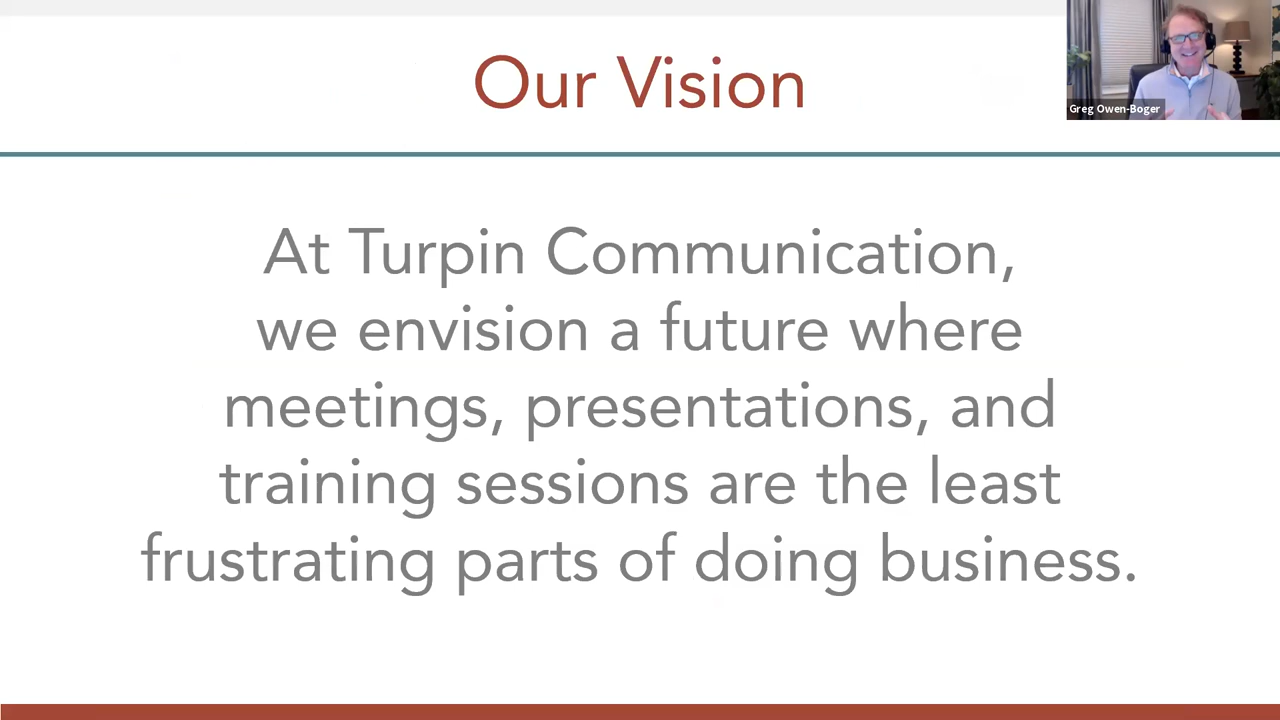 Our Vision
Greg Owen-Boger
At Turpin Communication,
we envision a future where
meetings, presentations, and
training sessions are the least
frustrating parts of doing business.